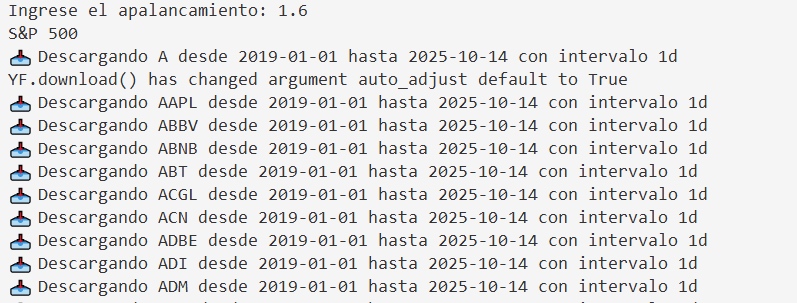 Ingrese el apalancamiento: 1.6
S&P 500
📥 Descargando A desde 2019-01-01 hasta 2025-10-14 con intervalo 1d
YF.download() has changed argument auto_adjust default to True
📥 Descargando AAPL desde 2019-01-01 hasta 2025-10-14 con intervalo 1d
📥 Descargando ABBV desde 2019-01-01 hasta 2025-10-14 con intervalo 1d
📥 Descargando ABNB desde 2019-01-01 hasta 2025-10-14 con intervalo 1d
📥 Descargando ABT desde 2019-01-01 hasta 2025-10-14 con intervalo 1d
📥 Descargando ACGL desde 2019-01-01 hasta 2025-10-14 con intervalo 1d
📥 Descargando ACN desde 2019-01-01 hasta 2025-10-14 con intervalo 1d
📥 Descargando ADBE desde 2019-01-01 hasta 2025-10-14 con intervalo 1d
📥 Descargando ADI desde 2019-01-01 hasta 2025-10-14 con intervalo 1d
📥 Descargando ADM desde 2019-01-01 hasta 2025-10-14 con intervalo 1d